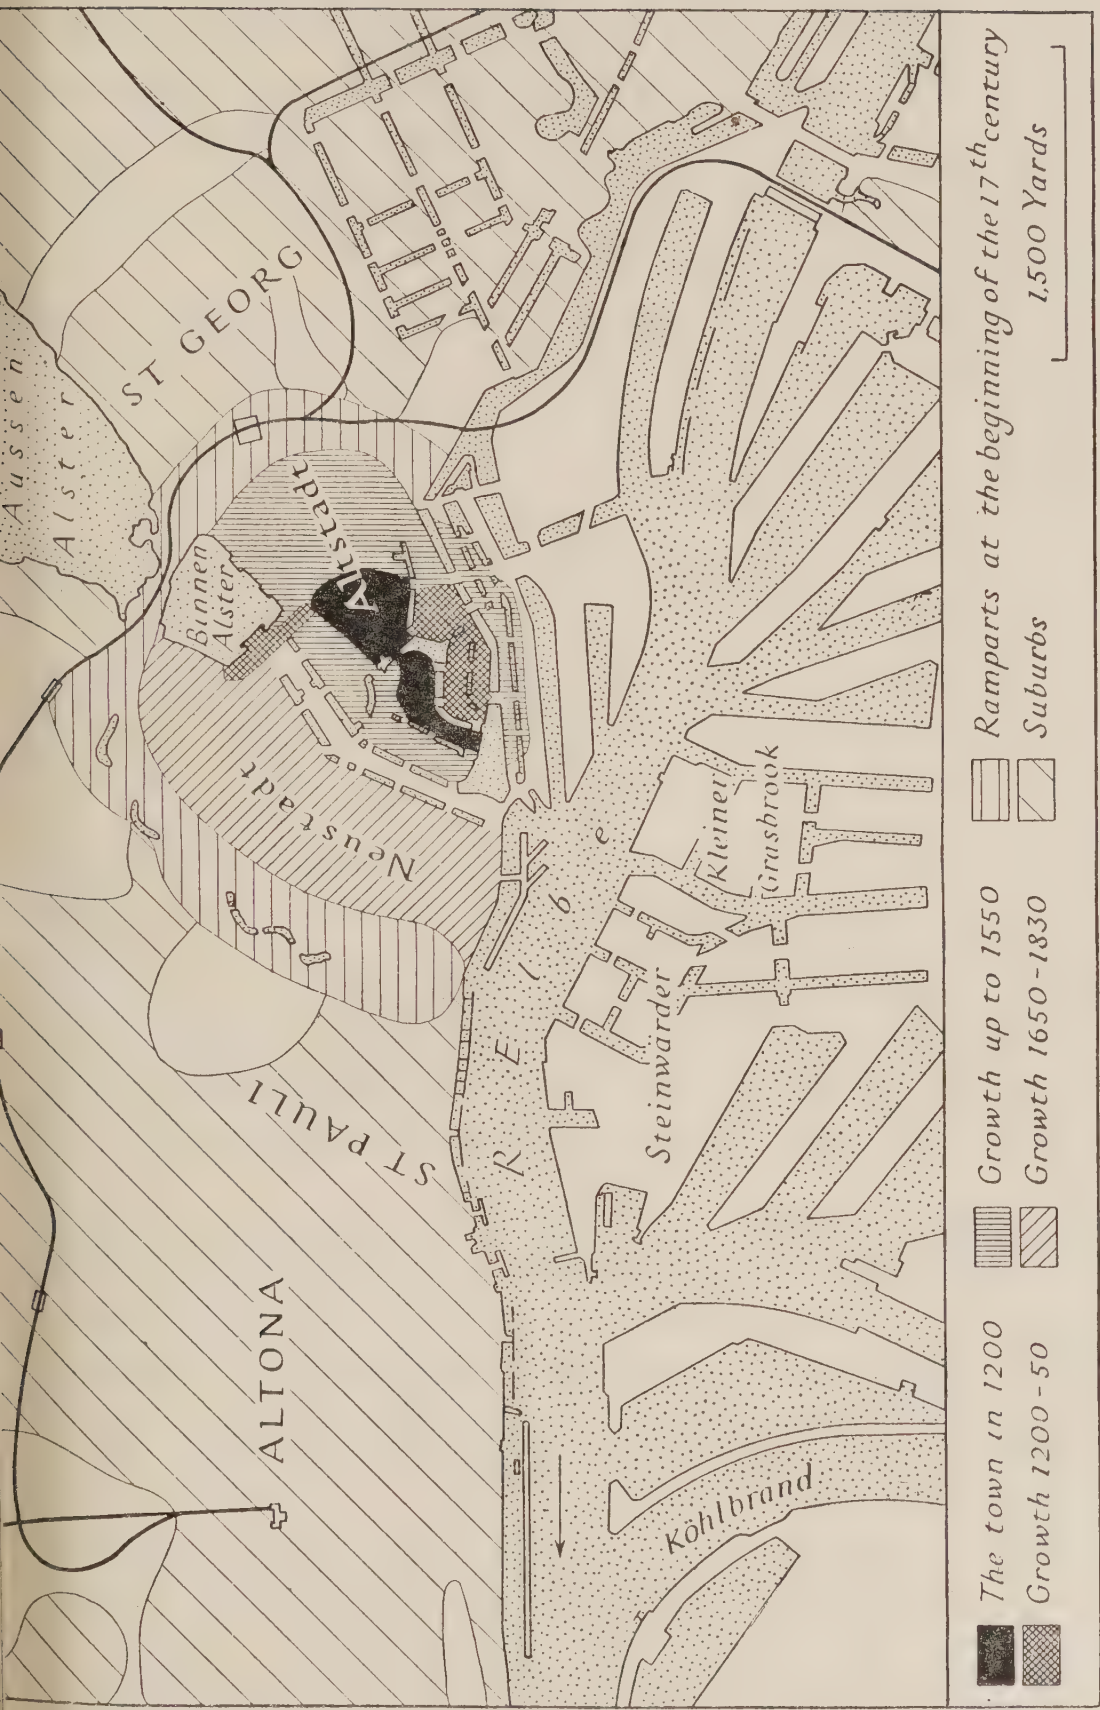 Aussen
Alster
ST GEORG
Binnen
Alster
Altstadt
Neustadt
ST PAULI
ALTONA
R Elbe
Kleiner
Grasbrook
Steinwarder
Köhlbrand
The town in 1200
Growth up to 1550
Ramparts at the beginning of the 17th century
Growth 1200-50
Growth 1650-1830
Suburbs
1,500 Yards